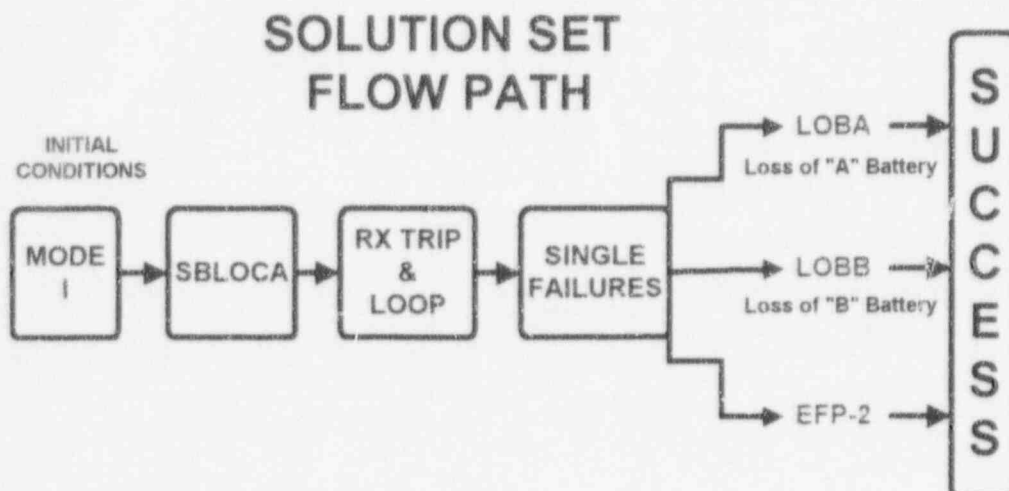 SOLUTION SET
FLOW PATH
INITIAL
CONDITIONS
MODE
I
SBLOCA
RX TRIP
&
LOOP
SINGLE
FAILURES
LOBA
Loss of "A" Battery
LOBB
Loss of "B" Battery
EFP-2
SUCCESS